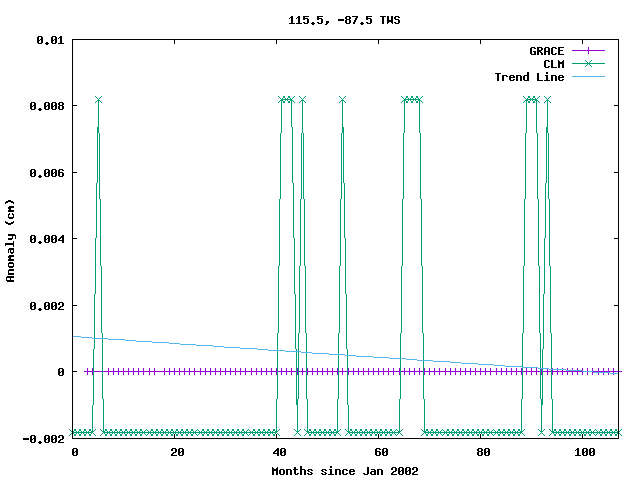 115.5, -87.5 TWS
0.01
0.008
0.006
0.004
0.002
0
-0.002
Anomaly (cm)
GRACE
CLM
Trend Line
0 20 40 60 80 100
Months since Jan 2002